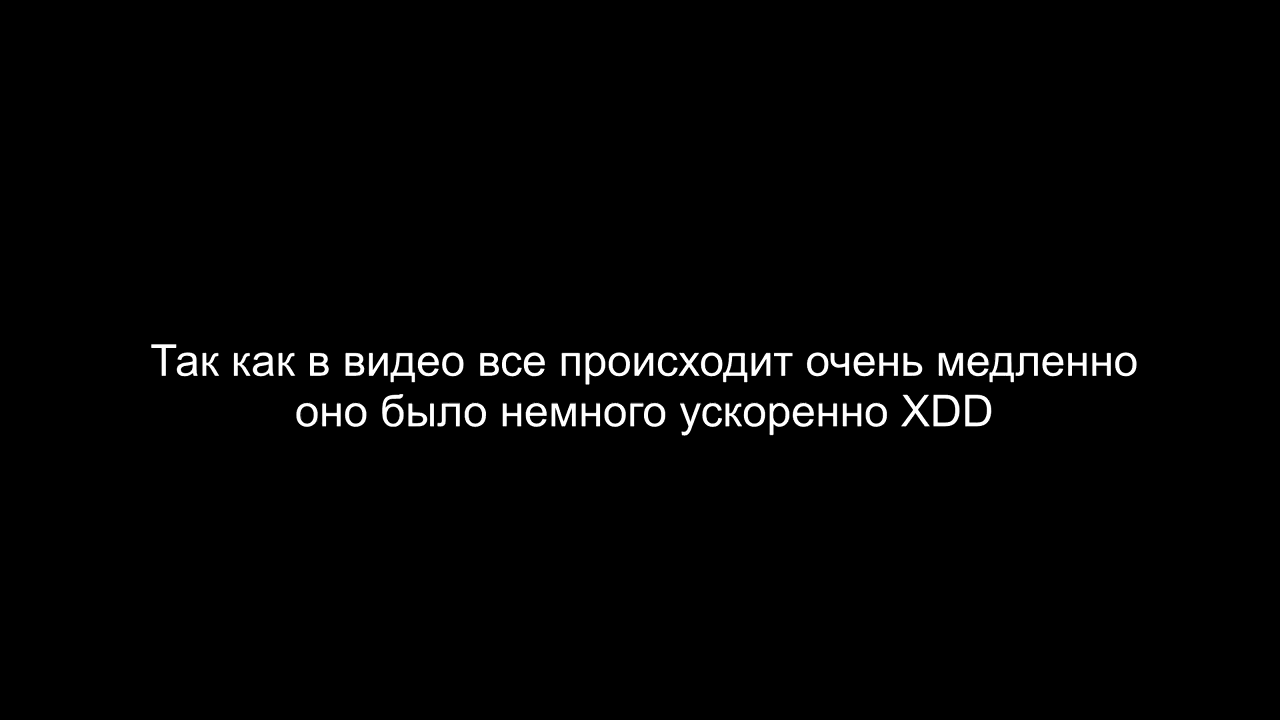 Так как в видео все происходит очень медленно
оно было немного ускоренно XDD